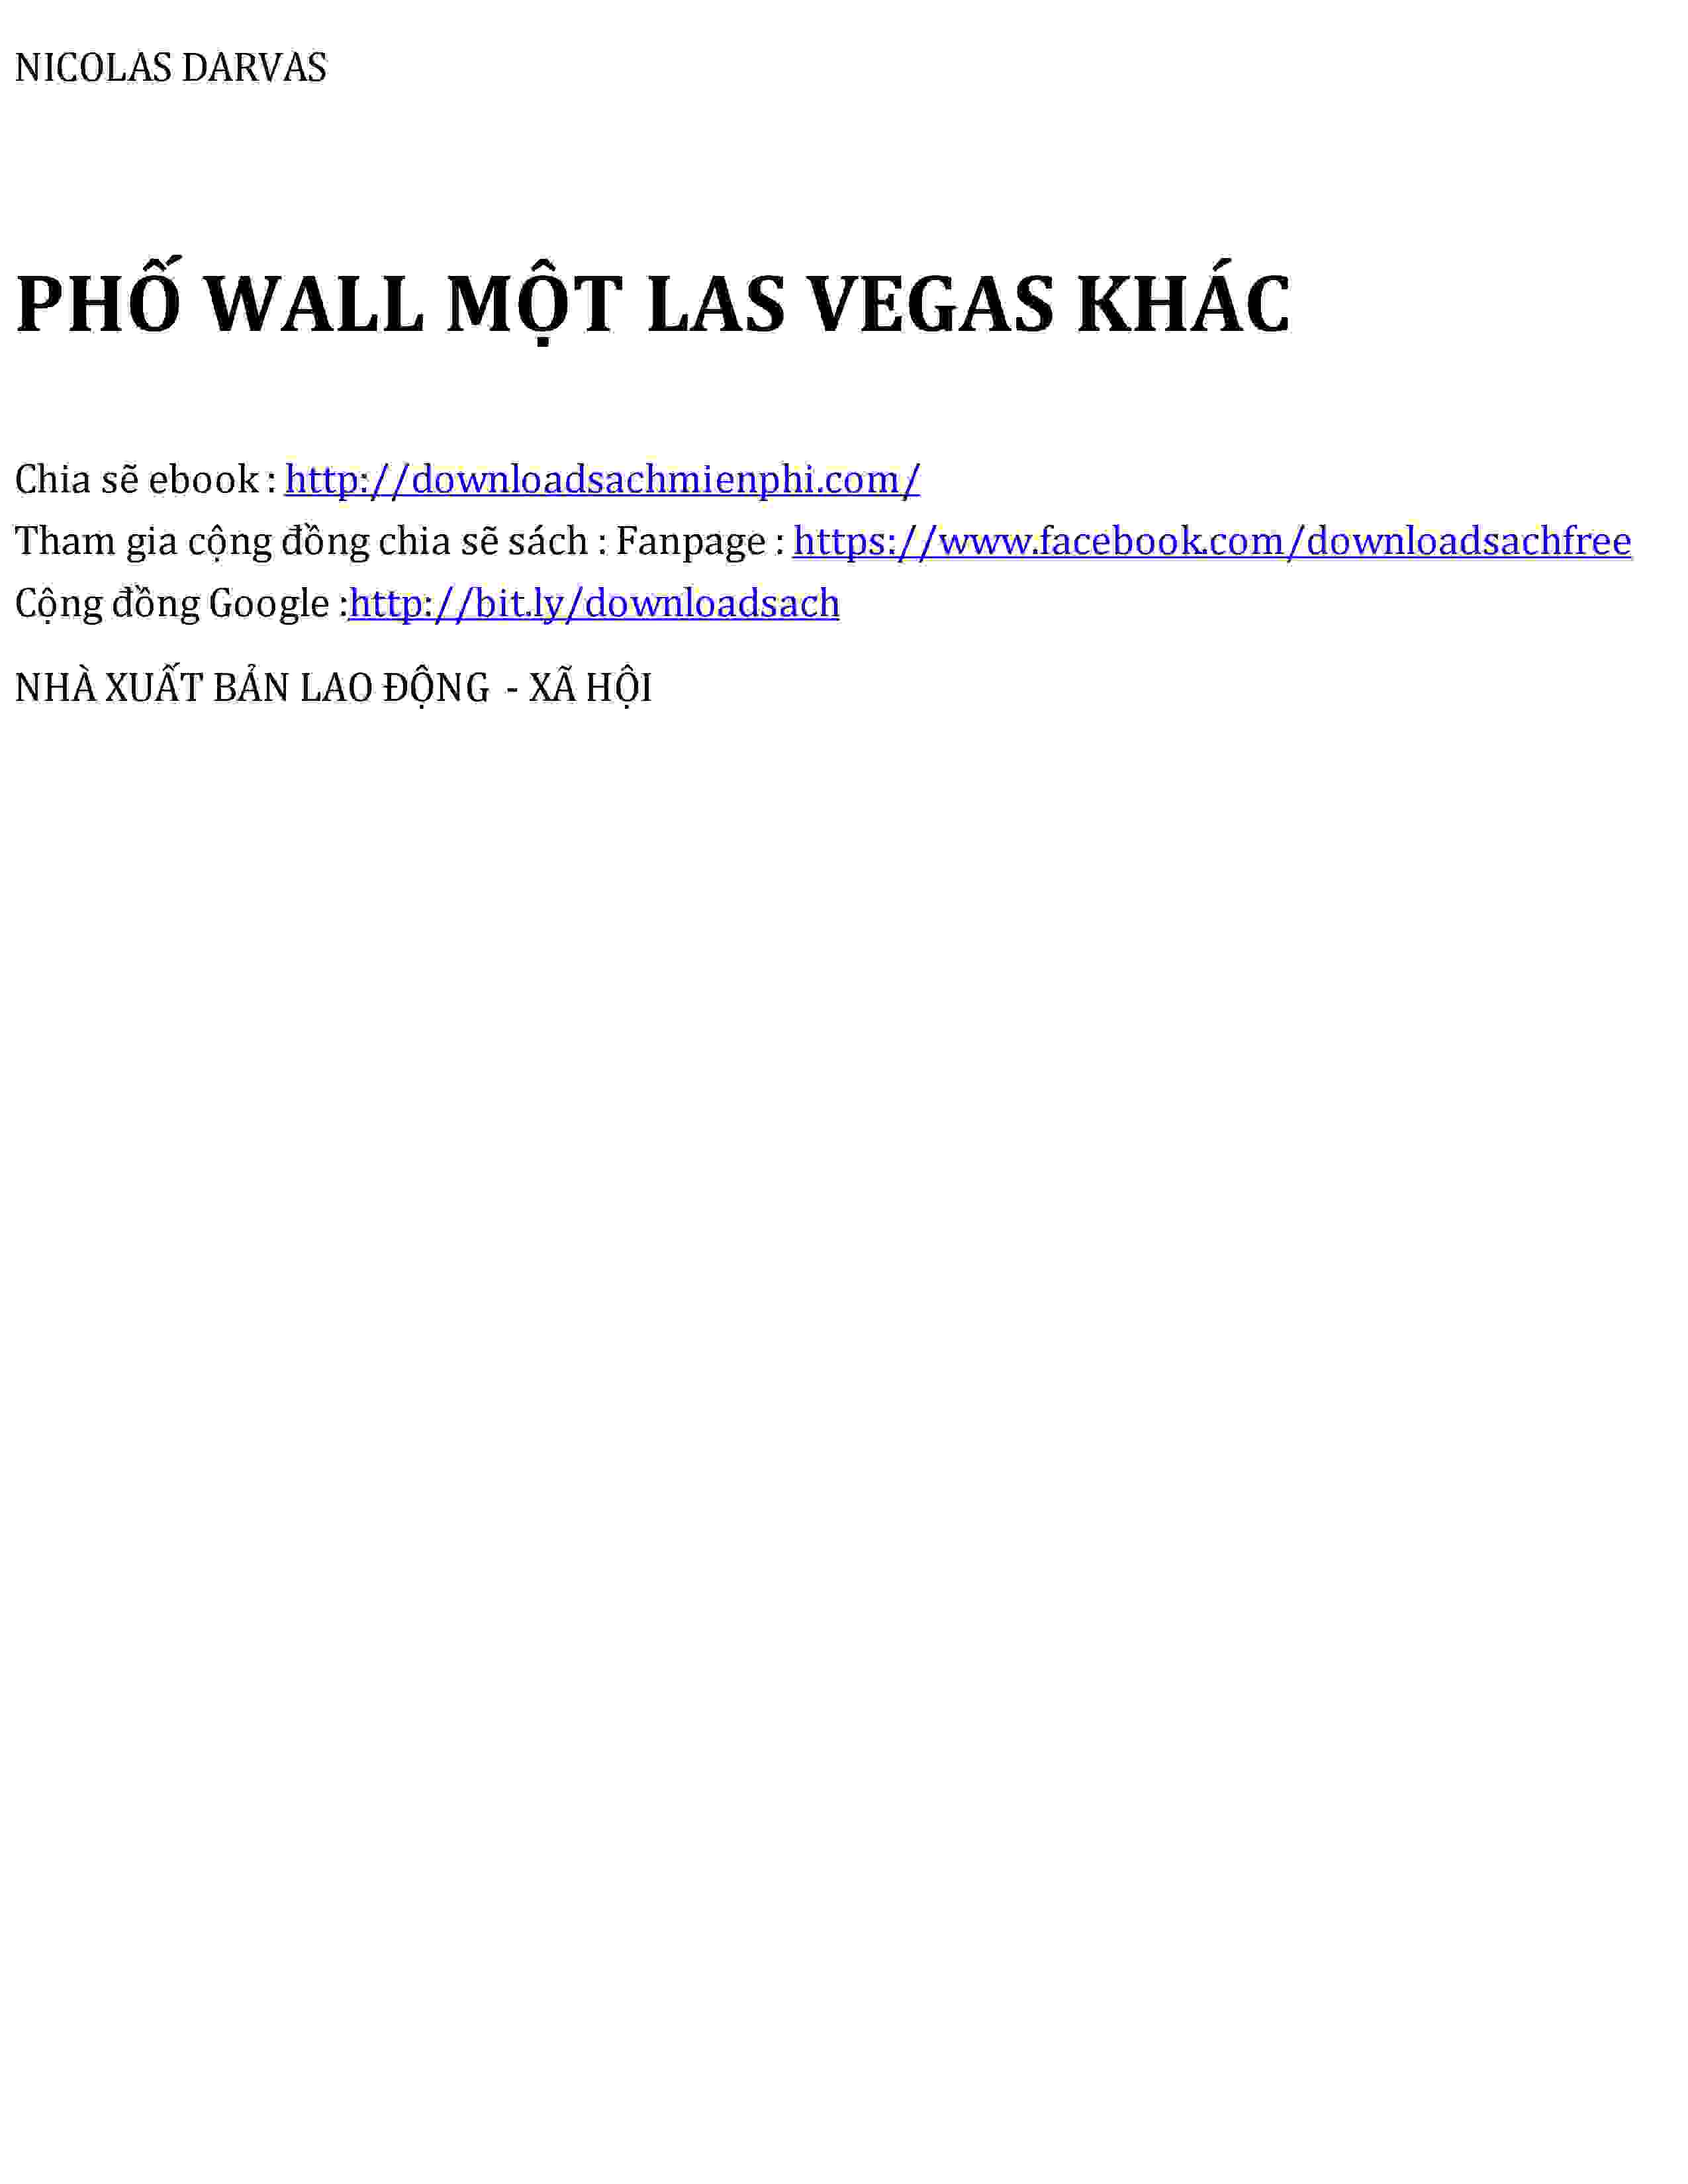 NICOLAS DARVAS
PHỐ WALL MỘT LAS VEGAS KHÁC
Chia sẽ ebook : http://downloadsachmienphi.com/
Tham gia cộng đồng chia sẽ sách : Fanpage : https://www.facebook.com/downloadsachfree
Cộng đồng Google :http://bit.ly/downloadsach
NHÀ XUẤT BẢN LAO ĐỘNG - XÃ HỘI